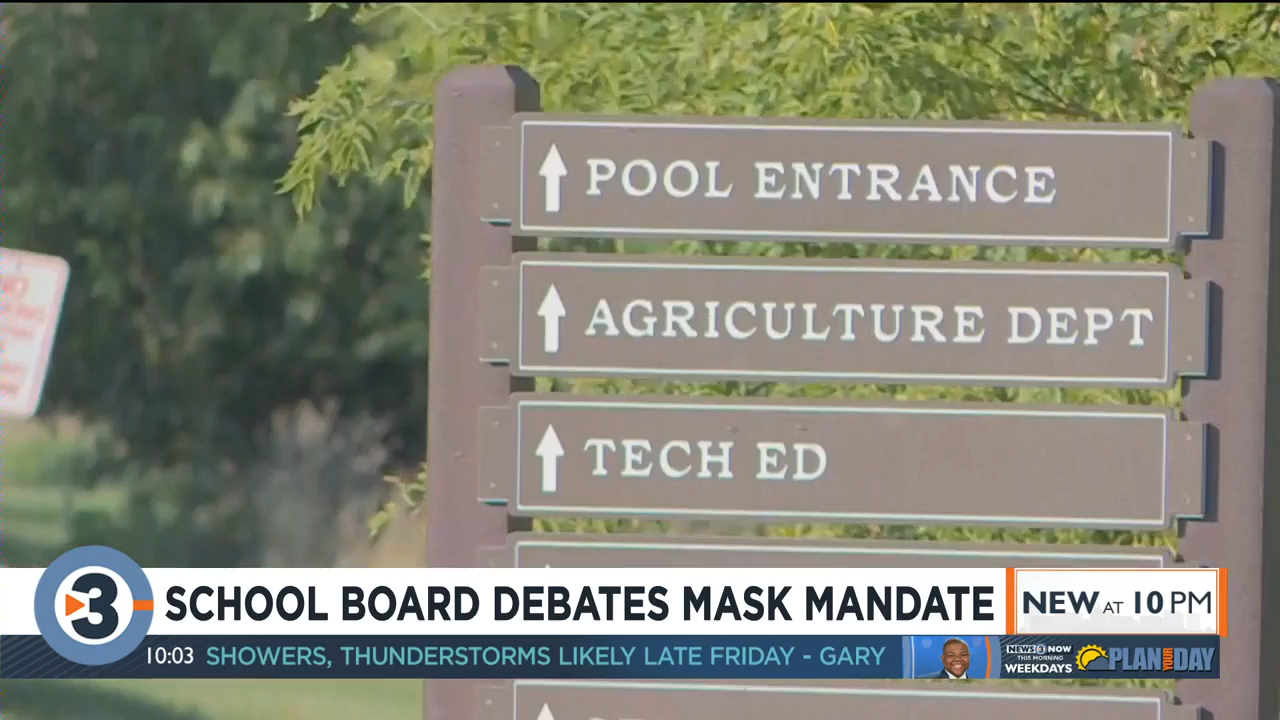 POOL ENTRANCE
AGRICULTURE DEPT
TECH ED
3 SCHOOL BOARD DEBATES MASK MANDATE NEW AT 10 PM
10:03 SHOWERS, THUNDERSTORMS LIKELY LATE FRIDAY - GARY
NEWS 3 NOW
THIS MORNING
WEEKDAYS
PLAN YOUR DAY